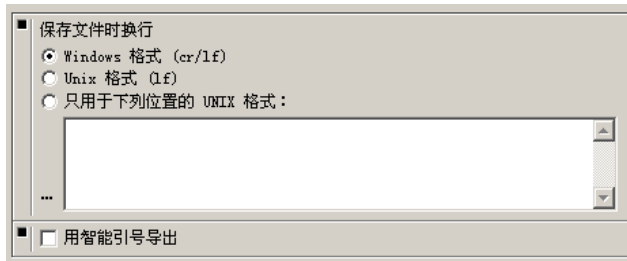 保存文件时换行
Windows 格式 (cr/lf)
Unix 格式 (lf)
只用于下列位置的 UNIX 格式：
...
用智能引号导出